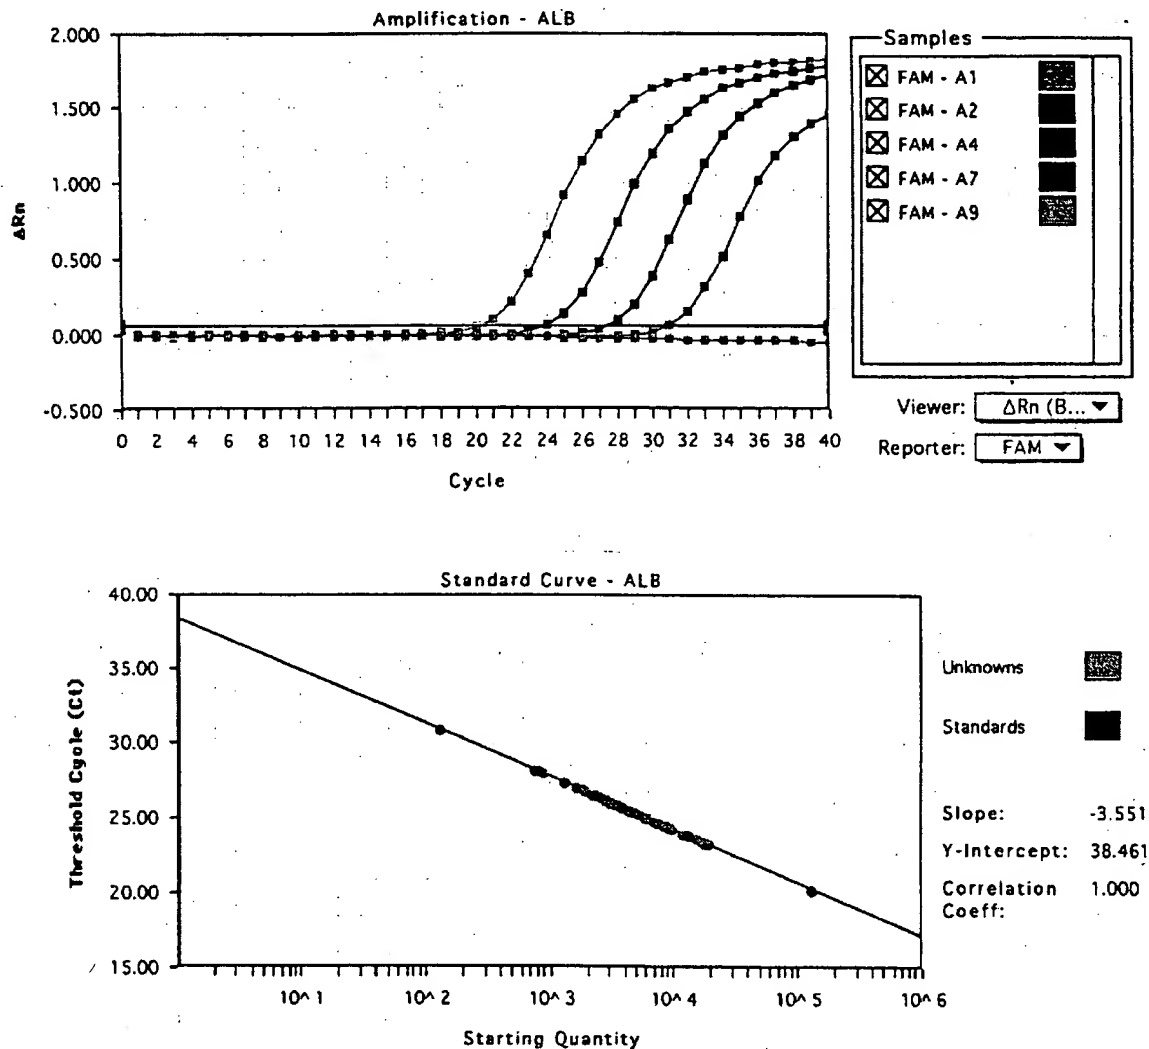 Amplification - ALB
2.000
1.500
1.000
0.500
0.000
-0.500
ΔRn
0 2 4 6 8 10 12 14 16 18 20 22 24 26 28 30 32 34 36 38 40
Cycle
Samples
FAM - A1
FAM - A2
FAM - A4
FAM - A7
FAM - A9
Viewer: ΔRn (B... ▼
Reporter: FAM ▼
Standard Curve - ALB
40.00
35.00
30.00
25.00
20.00
15.00
Threshold Cycle (Ct)
10^1 10^2 10^3 10^4 10^5 10^6
Starting Quantity
Unknowns
Standards
Slope: -3.551
Y-Intercept: 38.461
Correlation 1.000
Coeff: